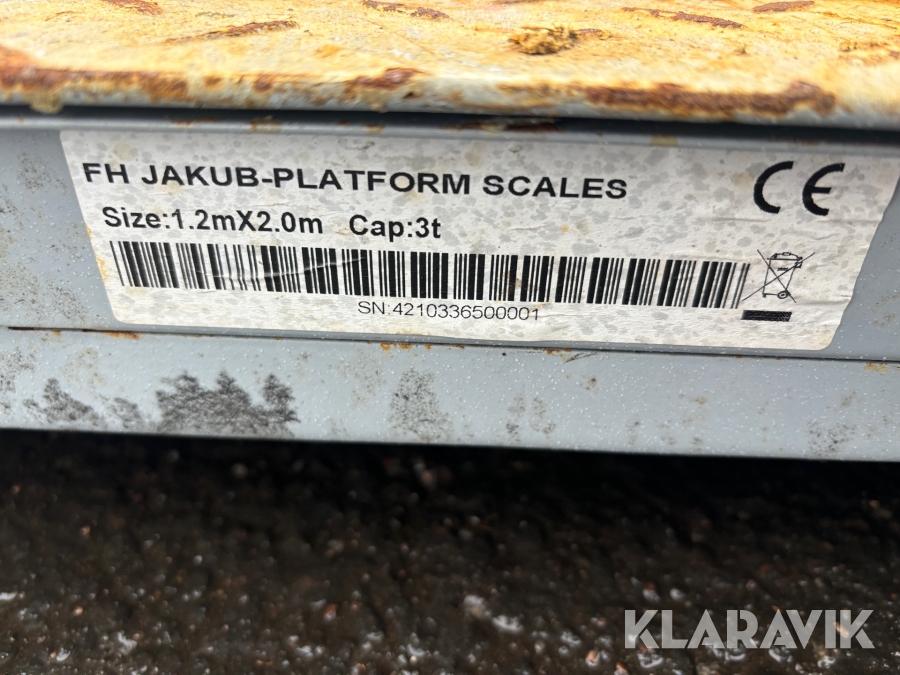 FH JAKUB-PLATFORM SCALES
CE
Size:1.2mX2.0m Cap:3t
SN:4210336500001
KLARAVIK